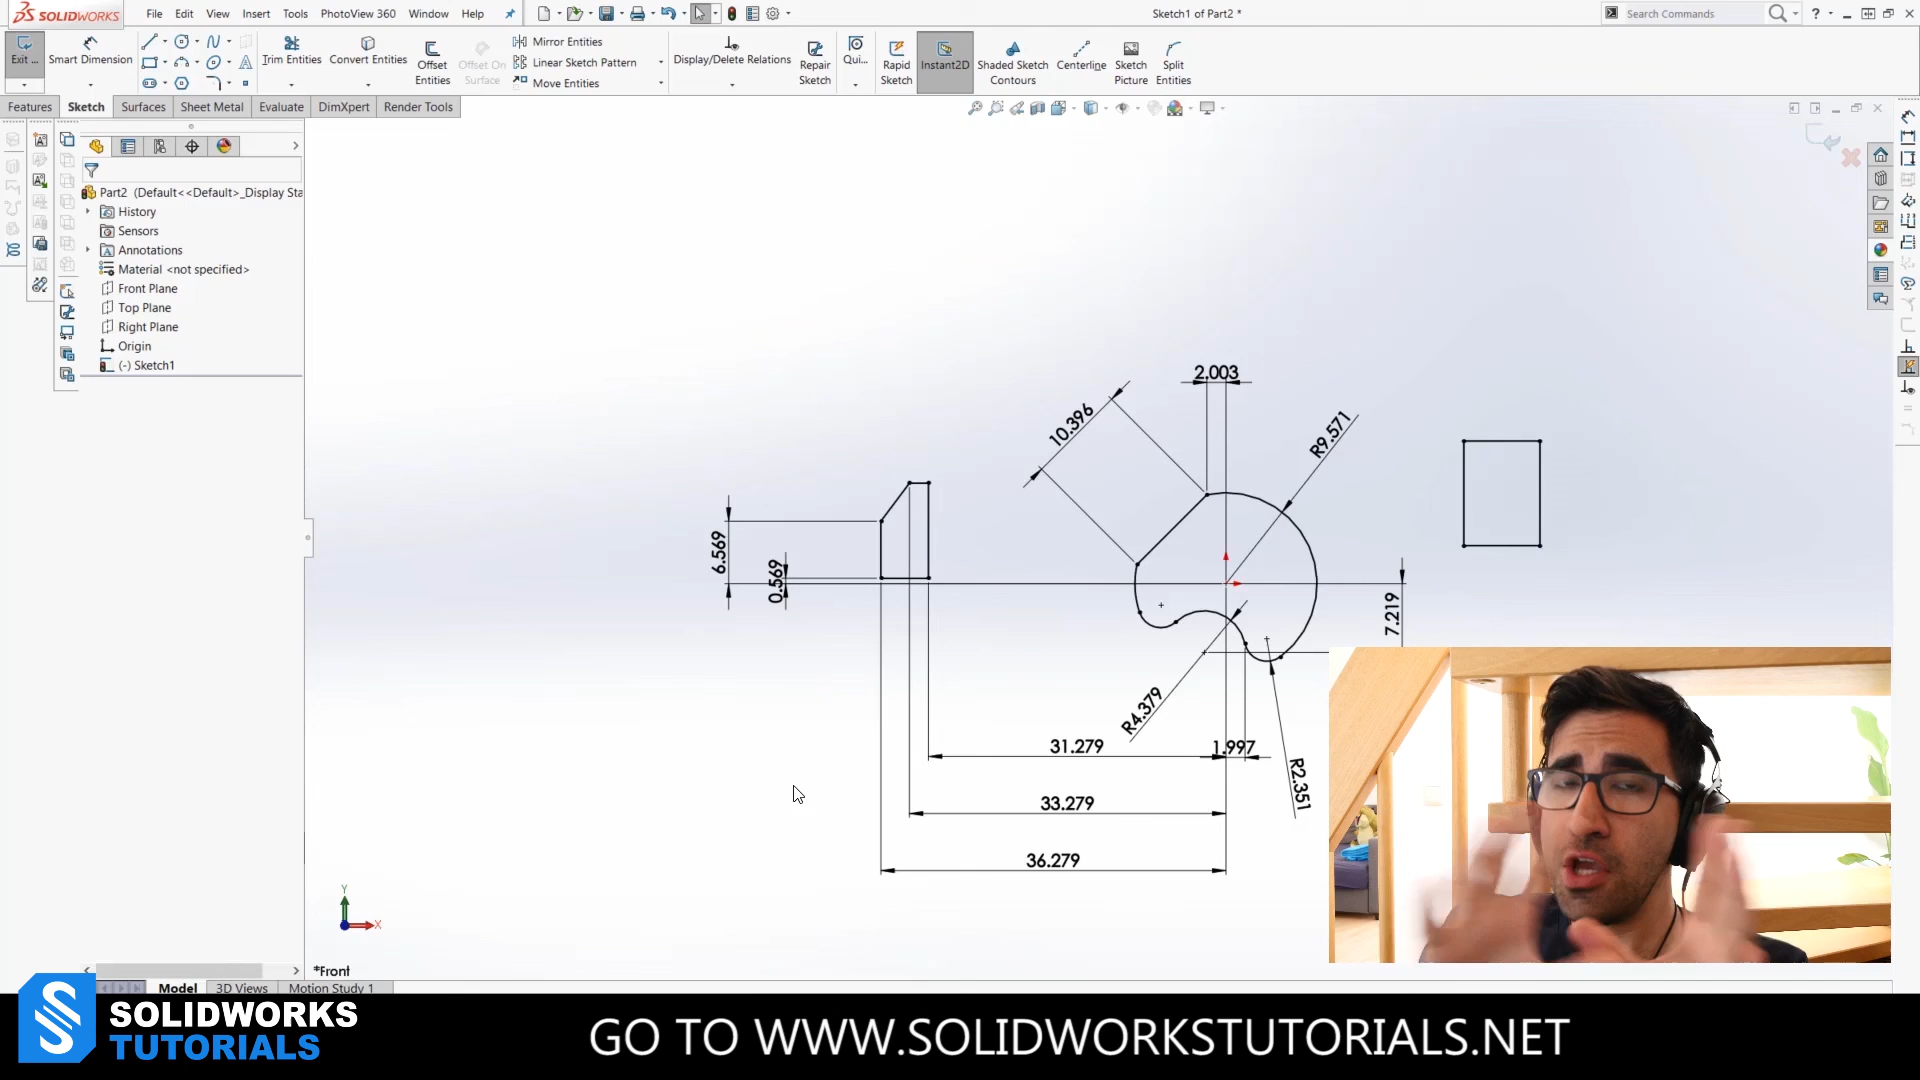 SOLIDWORKS
File Edit View Insert Tools PhotoView 360 Window Help
Sketch1 of Part2 *
Search Commands
Exit ...
Smart Dimension
Trim Entities
Convert Entities
Offset Entities
Offset On Surface
Mirror Entities
Linear Sketch Pattern
Move Entities
Display/Delete Relations
Repair Sketch
Qui...
Rapid Sketch
Instant2D
Shaded Sketch Contours
Centerline
Sketch Picture
Split Entities
Features Sketch Surfaces Sheet Metal Evaluate DimXpert Render Tools
Part2 (Default<<Default>_Display Sta
History
Sensors
Annotations
Material <not specified>
Front Plane
Top Plane
Right Plane
Origin
(-) Sketch1
2.003
10.396
R9.571
6.569
0.569
7.219
R4.379
31.279
1.997
R2.351
33.279
36.279
Y
X
*Front
Model 3D Views Motion Study 1
SOLIDWORKS
TUTORIALS
GO TO WWW.SOLIDWORKSTUTORIALS.NET